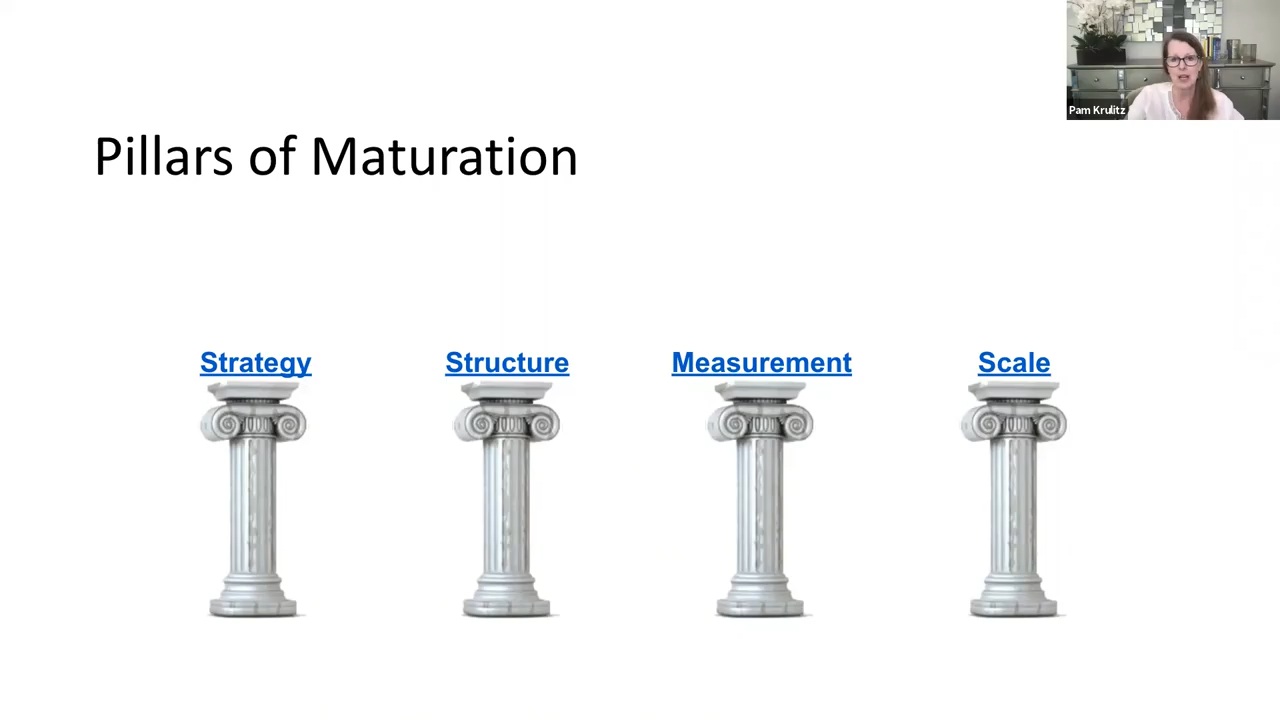 Pam Krulitz
Pillars of Maturation
Strategy
Structure
Measurement
Scale